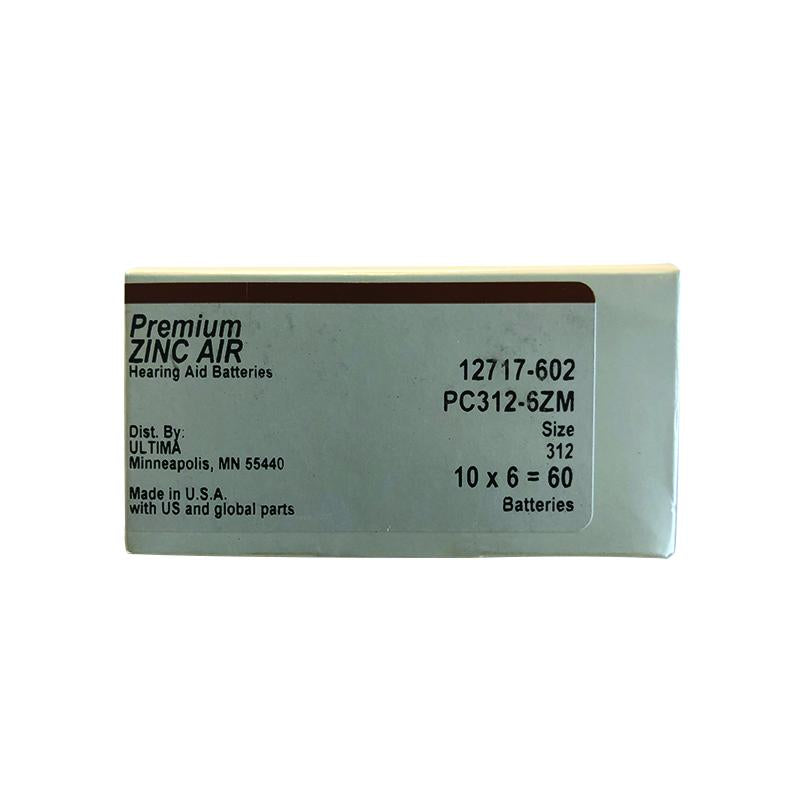 Premium
ZINC AIR
Hearing Aid Batteries
Dist. By:
ULTIMA
Minneapolis, MN 55440
Made in U.S.A.
with US and global parts
12717-602
PC312-6ZM
Size
312
10 x 6 = 60
Batteries